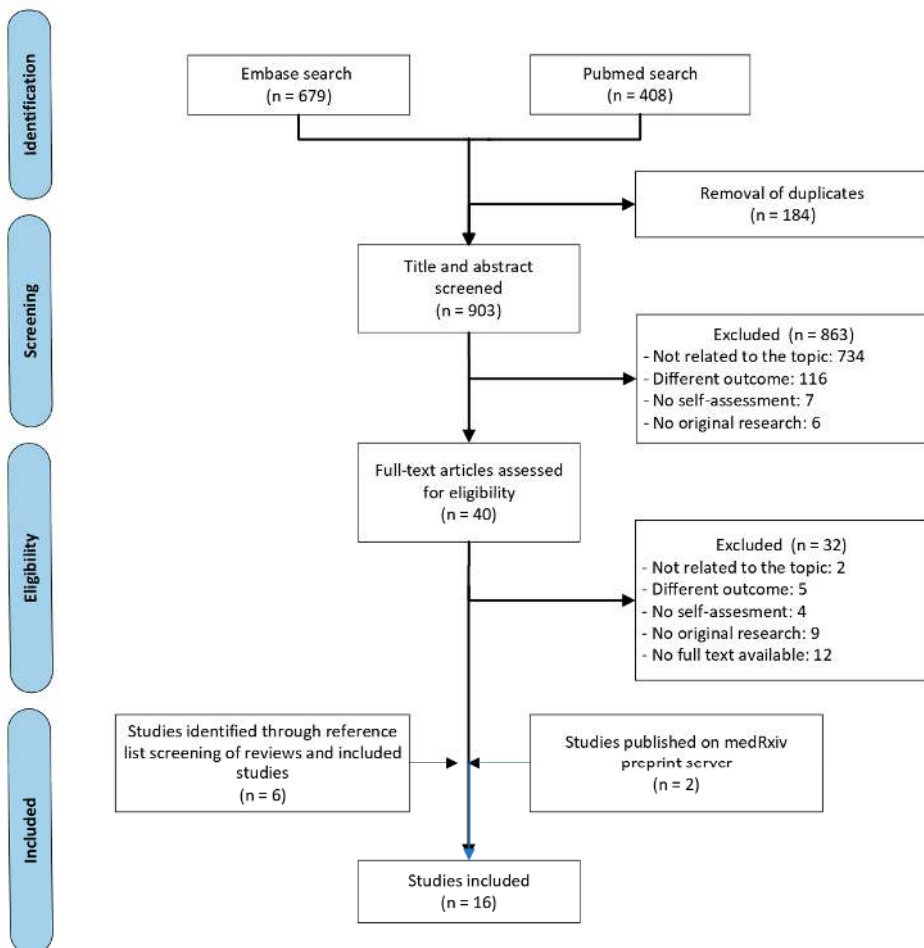 Identification
Embase search
(n = 679)
Pubmed search
(n = 408)
Removal of duplicates
(n = 184)
Screening
Title and abstract
screened
(n = 903)
Excluded (n = 863)
- Not related to the topic: 734
- Different outcome: 116
- No self-assessment: 7
- No original research: 6
Eligibility
Full-text articles assessed
for eligibility
(n = 40)
Excluded (n = 32)
- Not related to the topic: 2
- Different outcome: 5
- No self-assesment: 4
- No original research: 9
- No full text available: 12
Included
Studies identified through reference
list screening of reviews and included
studies
(n = 6)
Studies published on medRxiv
preprint server
(n = 2)
Studies included
(n = 16)